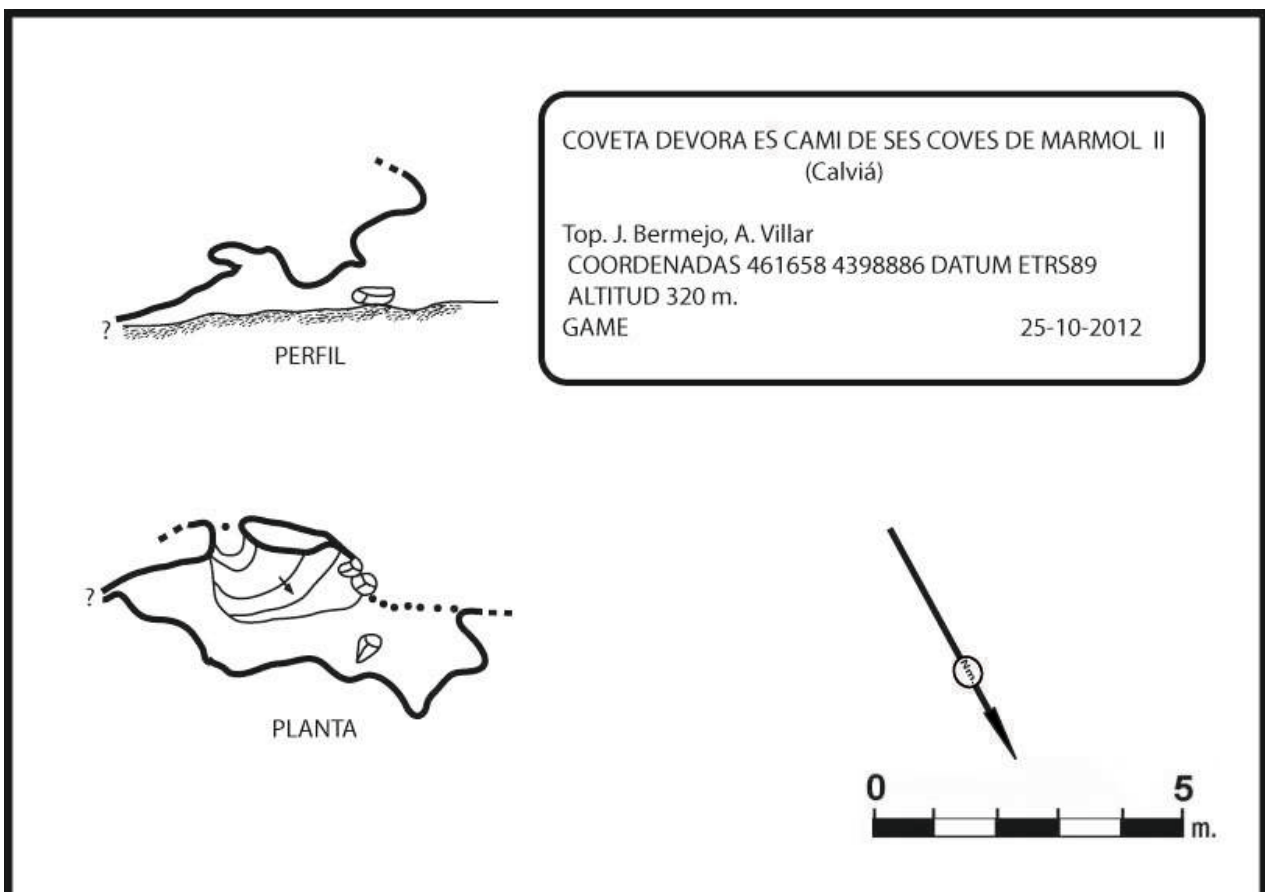 COVETA DEVORA ES CAMI DE SES COVES DE MARMOL II
(Calviá)
Top. J. Bermejo, A. Villar
COORDENADAS 461658 4398886 DATUM ETRS89
ALTITUD 320 m.
GAME 25-10-2012
?
PERFIL
?
PLANTA
Nm.
0 5
m.